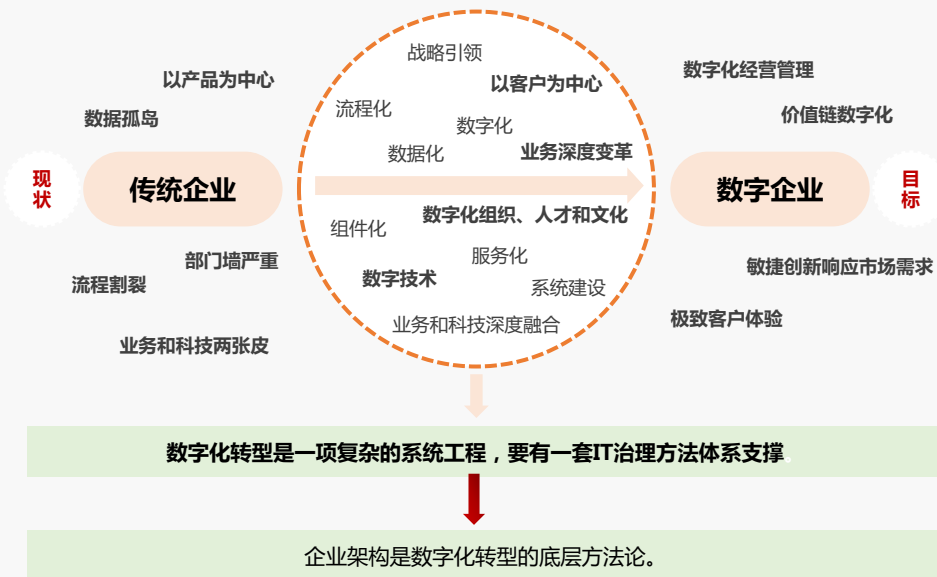 战略引领
数字化经营管理
以产品为中心
以客户为中心
流程化
价值链数字化
数据孤岛
数字化
数据化
业务深度变革
现状
传统企业
数字企业
目标
数字化组织、人才和文化
组件化
部门墙严重
服务化
敏捷创新响应市场需求
流程割裂
数字技术
系统建设
业务和科技深度融合
极致客户体验
业务和科技两张皮
数字化转型是一项复杂的系统工程，要有一套IT治理方法体系支撑。
企业架构是数字化转型的底层方法论。